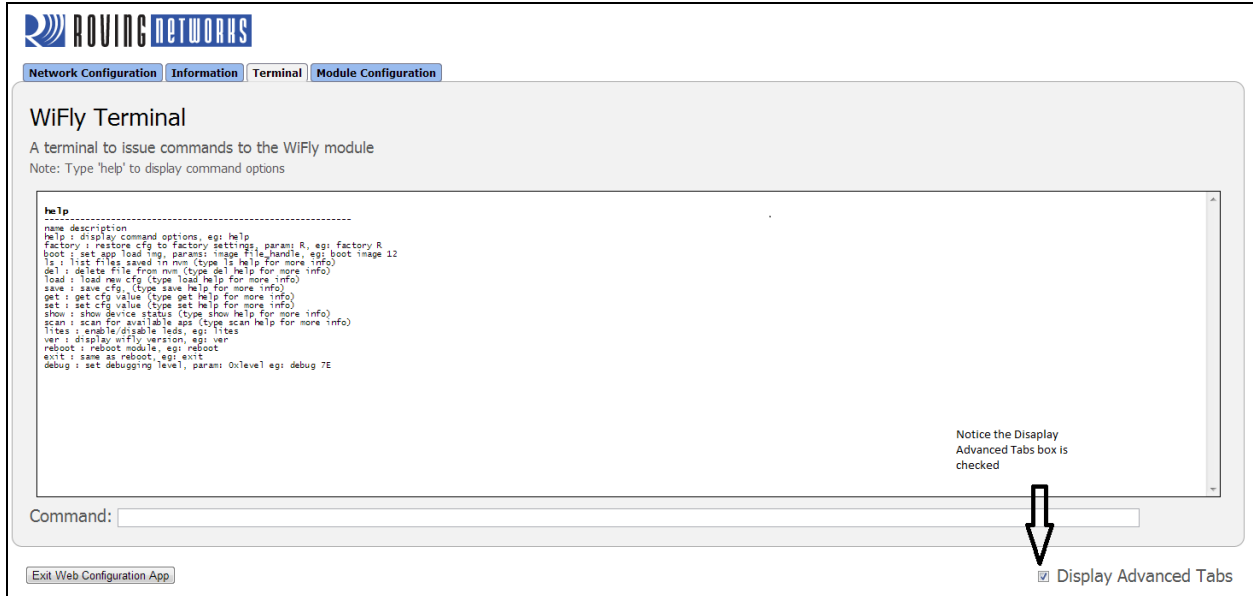 ROVING NETWORKS
Network Configuration Information Terminal Module Configuration
WiFly Terminal
A terminal to issue commands to the WiFly module
Note: Type 'help' to display command options
help
------------------------------------------------------------
name description
help : display command options, eg: help
factory : restore cfg to factory settings, param: R, eg: factory R
boot : set app load img, params: image file_handle, eg: boot image 12
ls : list files saved in nvm (type ls help for more info)
del : delete file from nvm (type del help for more info)
load : load new cfg (type load help for more info)
save : save cfg, (type save help for more info)
get : get cfg value (type get help for more info)
set : set cfg value (type set help for more info)
show : show device status (type show help for more info)
scan : scan for available aps (type scan help for more info)
lites : enable/disable leds, eg: lites
ver : display wifly version, eg: ver
reboot : reboot module, eg: reboot
exit : same as reboot, eg: exit
debug : set debugging level, param: 0xlevel eg: debug 7E
Notice the Disaplay
Advanced Tabs box is
checked
Command:
Exit Web Configuration App
Display Advanced Tabs